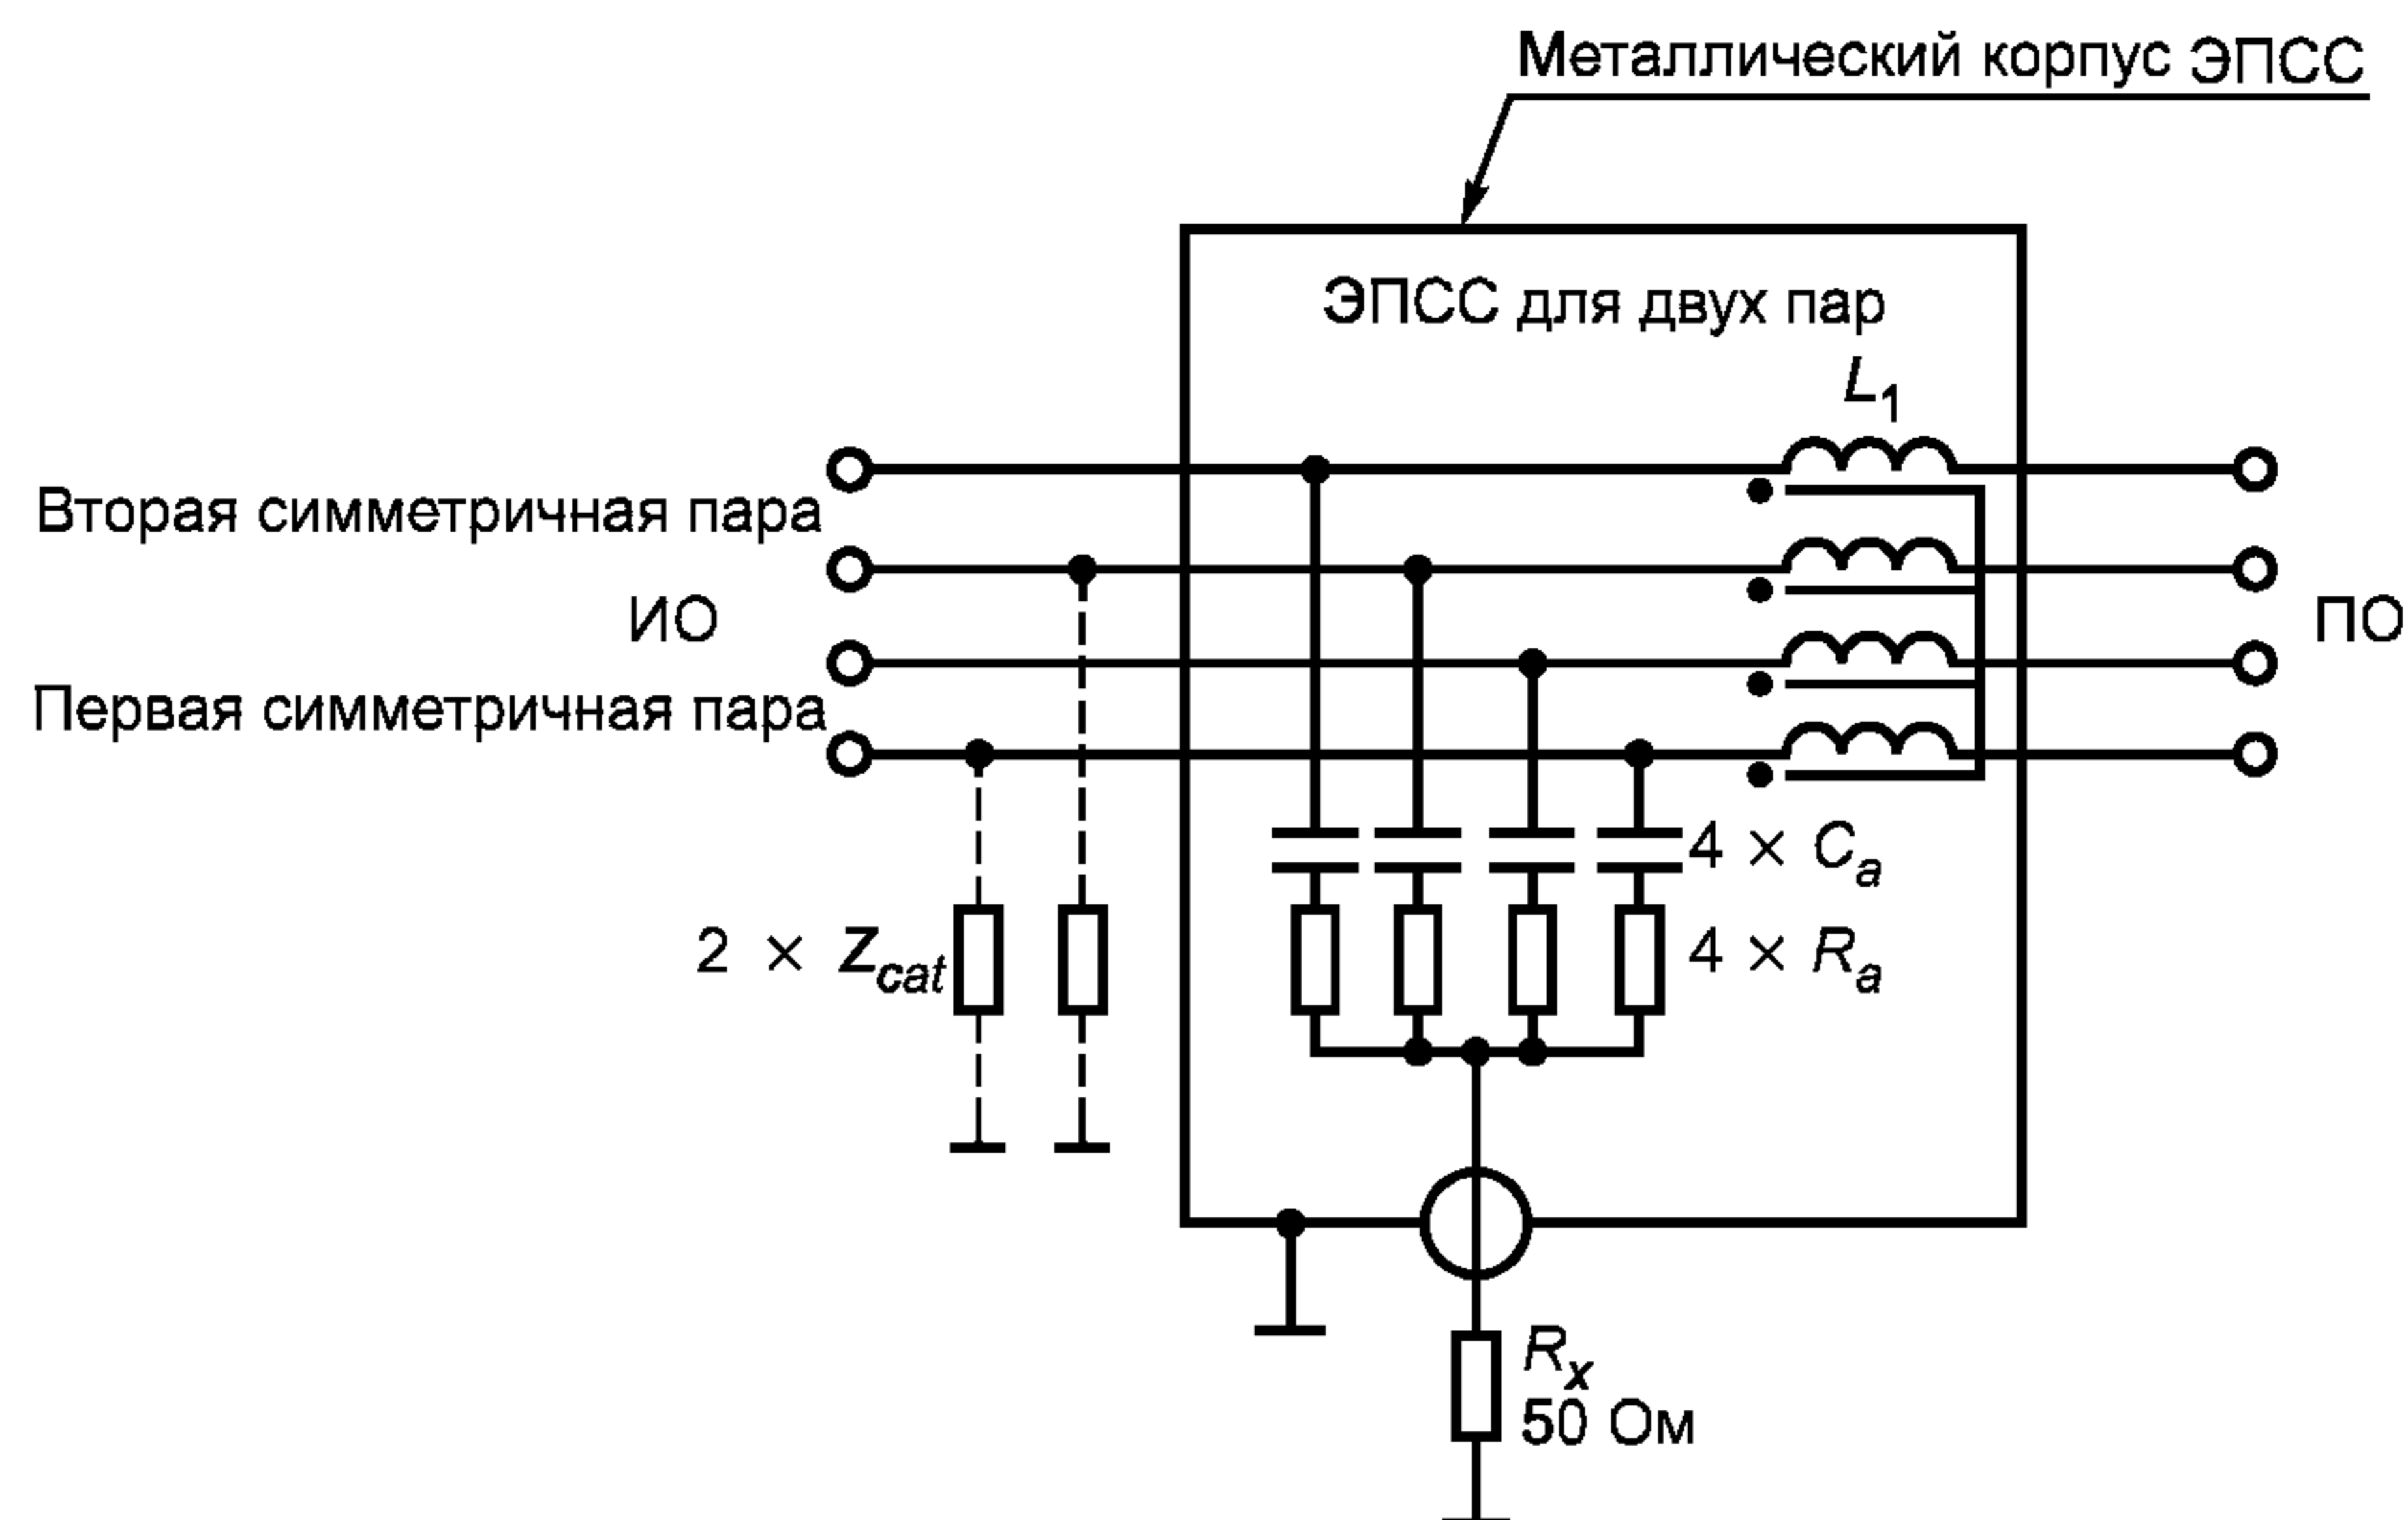 Металлический корпус ЭПСС
ЭПСС для двух пар
L1
Вторая симметричная пара
ИО
ПО
Первая симметричная пара
4 × Ca
2 × Zcat
4 × Ra
Rx
50 Ом